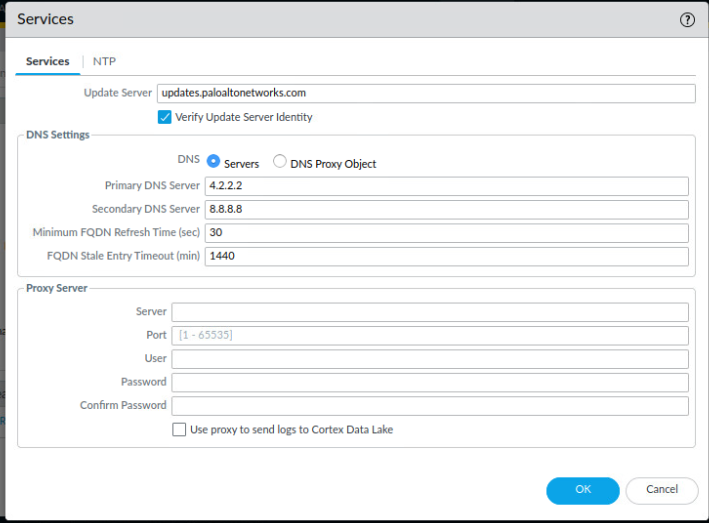 Services
Services NTP
Update Server updates.paloaltonetworks.com
Verify Update Server Identity
DNS Settings
DNS Servers DNS Proxy Object
Primary DNS Server 4.2.2.2
Secondary DNS Server 8.8.8.8
Minimum FQDN Refresh Time (sec) 30
FQDN Stale Entry Timeout (min) 1440
Proxy Server
Server
Port [1 - 65535]
User
Password
Confirm Password
Use proxy to send logs to Cortex Data Lake
OK Cancel